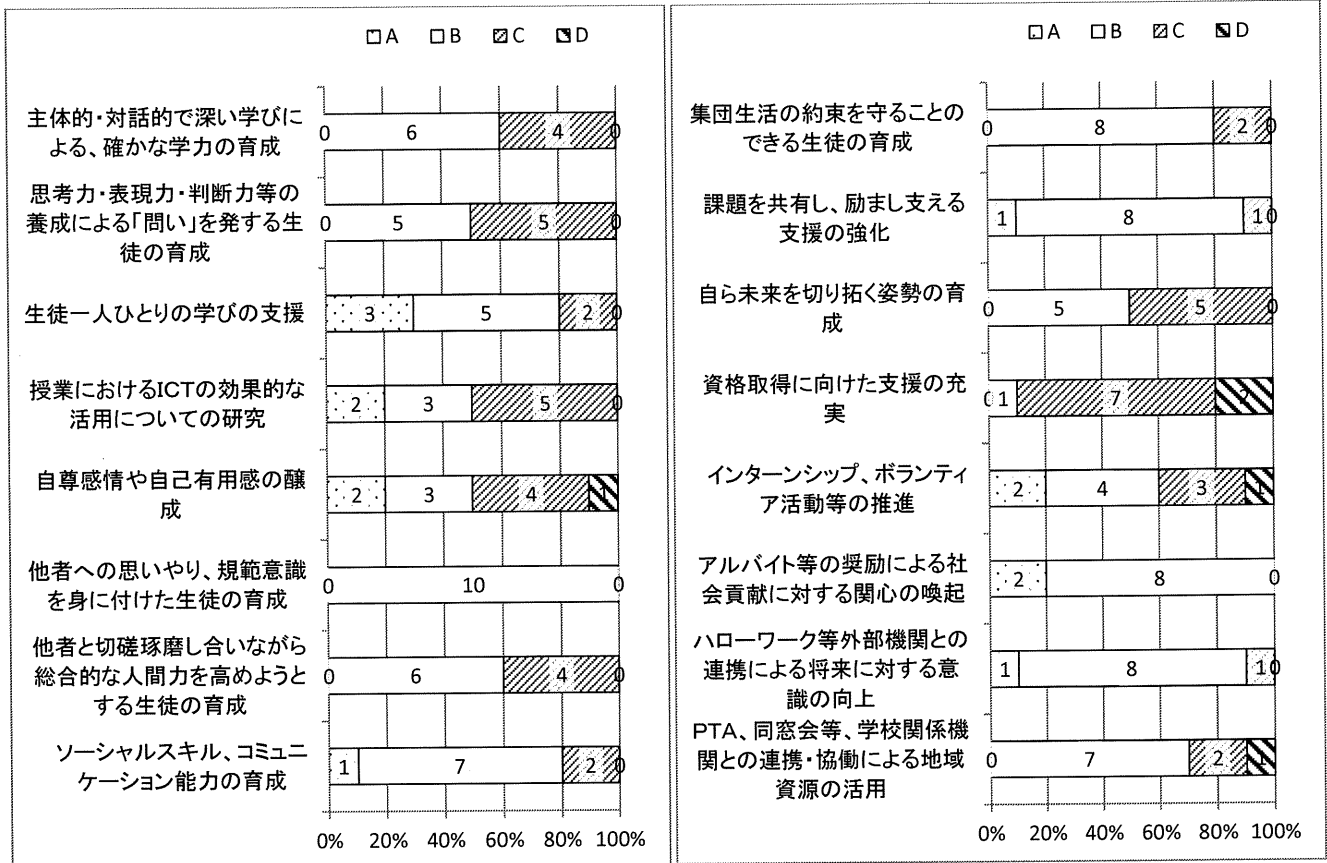 A B C D
主体的・対話的で深い学びに
よる、確かな学力の育成
0 6 4 0
思考力・表現力・判断力等の
養成による「問い」を発する生
徒の育成
0 5 5 0
生徒一人ひとりの学びの支援
3 5 2 0
授業におけるICTの効果的な
活用についての研究
2 3 5 0
自尊感情や自己有用感の醸
成
2 3 4 1
他者への思いやり、規範意識
を身に付けた生徒の育成
0 10 0
他者と切磋琢磨し合いながら
総合的な人間力を高めようと
する生徒の育成
0 6 4 0
ソーシャルスキル、コミュニ
ケーション能力の育成
1 7 2 0
0% 20% 40% 60% 80% 100%
A B C D
集団生活の約束を守ることの
できる生徒の育成
0 8 2 0
課題を共有し、励まし支える
支援の強化
1 8 1 0
自ら未来を切り拓く姿勢の育
成
0 5 5 0
資格取得に向けた支援の充
実
0 1 7 2
インターンシップ、ボランティ
ア活動等の推進
2 4 3 1
アルバイト等の奨励による社
会貢献に対する関心の喚起
2 8 0
ハローワーク等外部機関との
連携による将来に対する意
識の向上
1 8 1 0
PTA、同窓会等、学校関係機
関との連携・協働による地域
資源の活用
0 7 2 1
0% 20% 40% 60% 80% 100%